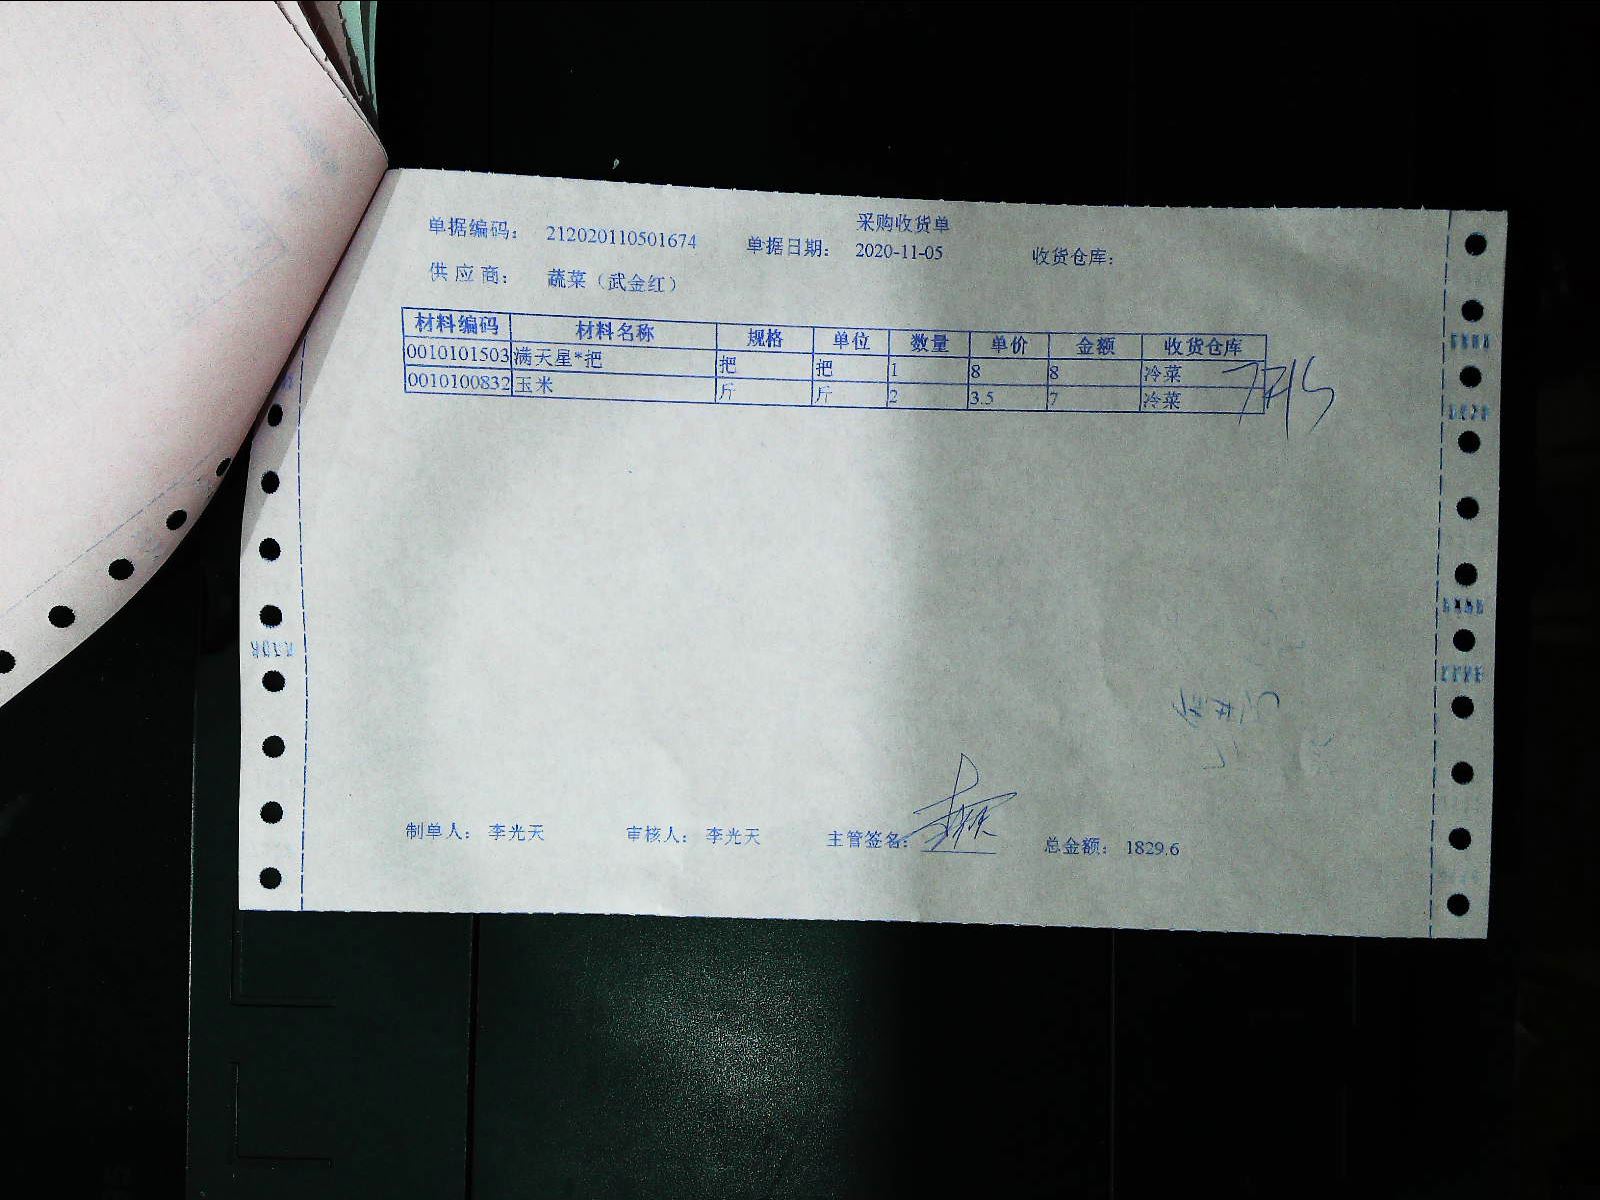 采购收货单
单据编码: 212020110501674 单据日期: 2020-11-05 收货仓库:
供应商: 蔬菜（武金红）
材料编码 材料名称 规格 单位 数量 单价 金额 收货仓库
0010101503 满天星*把 把 把 1 8 8 冷菜
0010100832 玉米 斤 斤 2 3.5 7 冷菜
制单人: 李光天 审核人: 李光天 主管签名: 总金额: 1829.6